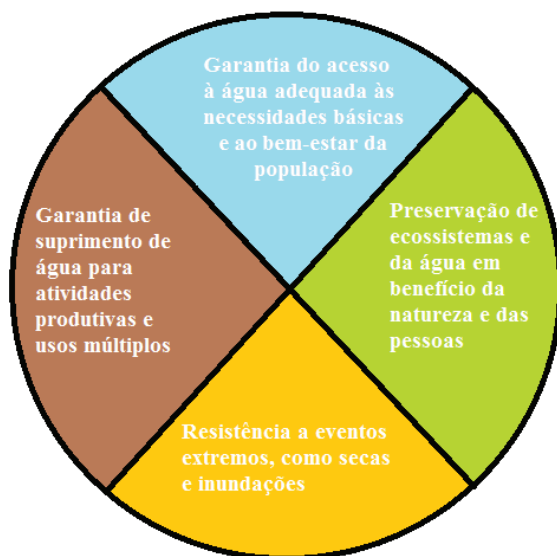 Garantia do acesso
à água adequada às
necessidades básicas
e ao bem-estar da
população
Garantia de
suprimento de
água para
atividades
produtivas e
usos múltiplos
Preservação de
ecossistemas e
da água em
benefício da
natureza e das
pessoas
Resistência a eventos
extremos, como secas
e inundações